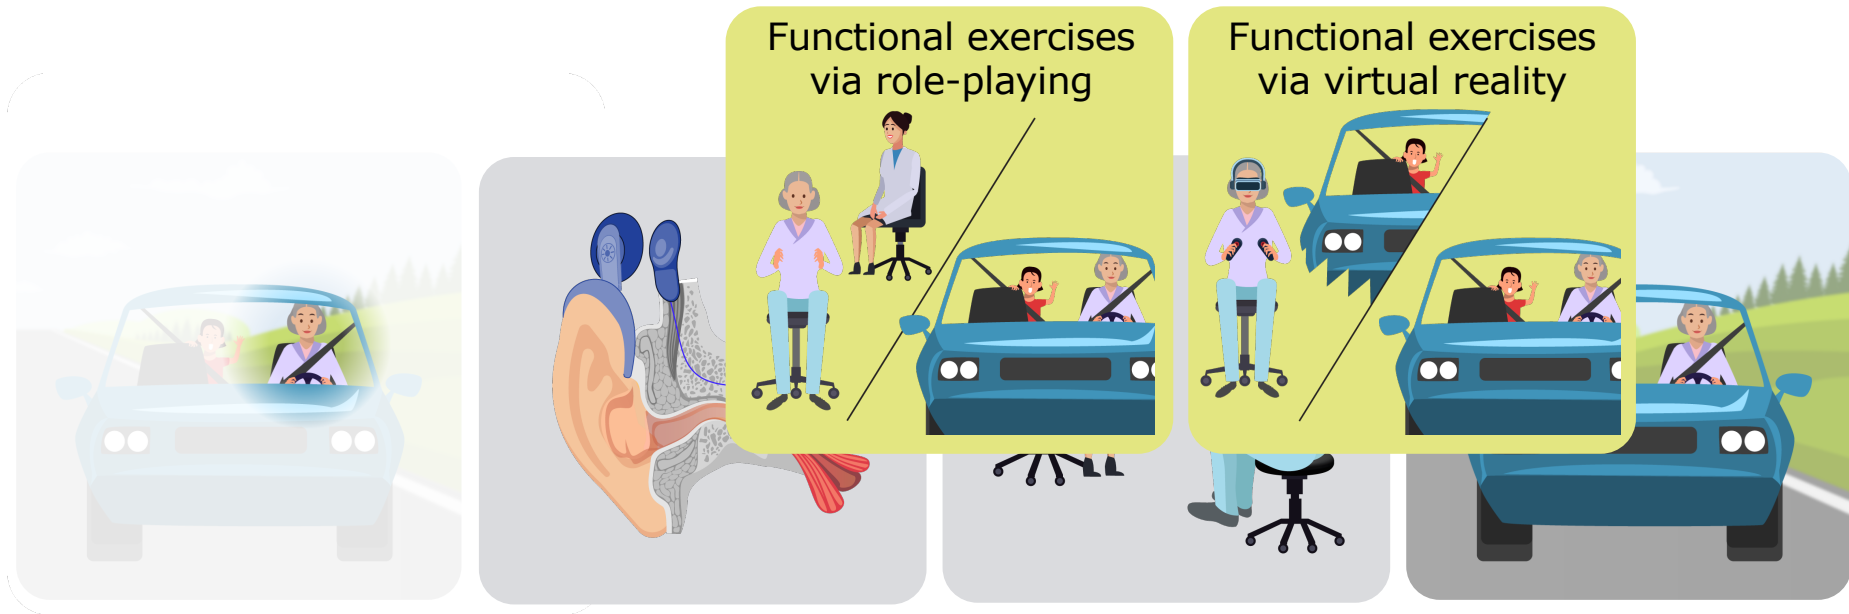 Functional exercises
via role-playing
Functional exercises
via virtual reality